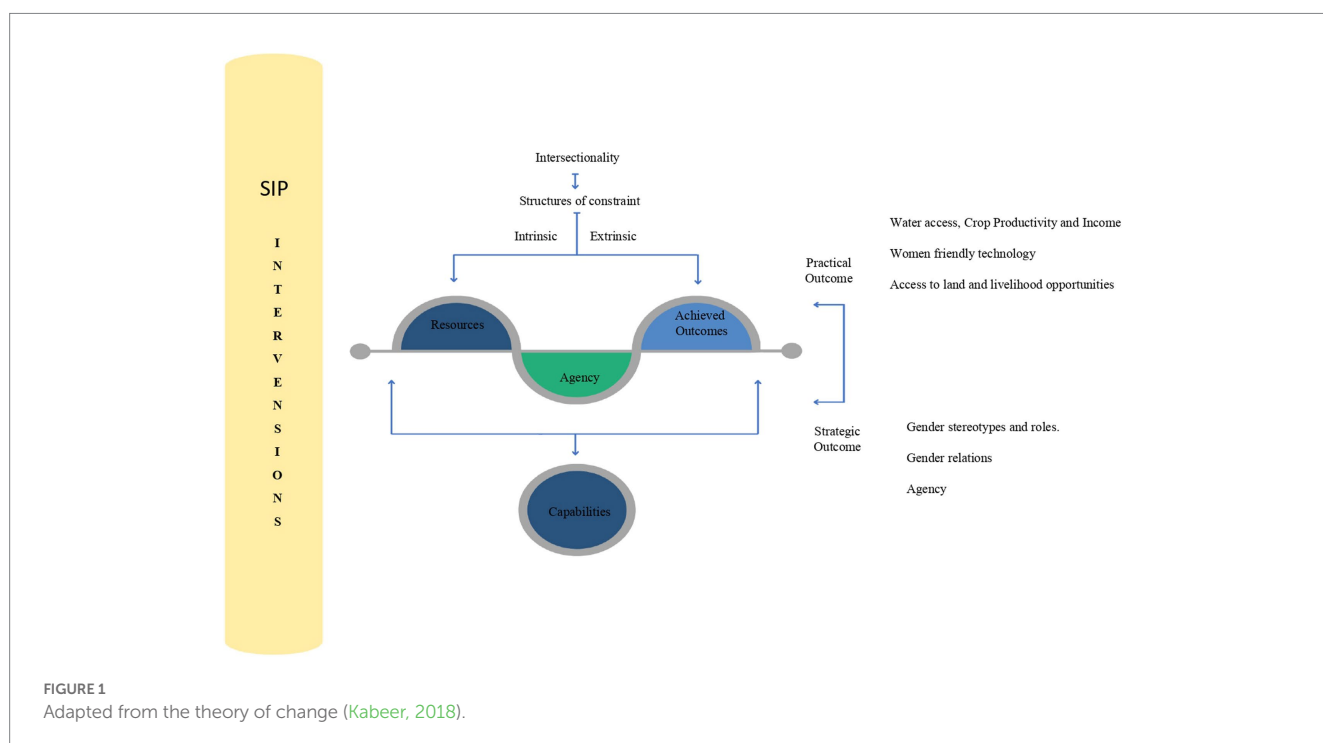 SIP
I
N
T
E
R
V
E
N
S
I
O
N
S
Intersectionality
Structures of constraint
Intrinsic
Extrinsic
Resources
Achieved
Outcomes
Agency
Capabilities
Practical
Outcome
Water access, Crop Productivity and Income
Women friendly technology
Access to land and livelihood opportunities
Strategic
Outcome
Gender stereotypes and roles.
Gender relations
Agency
FIGURE 1
Adapted from the theory of change (Kabeer, 2018).